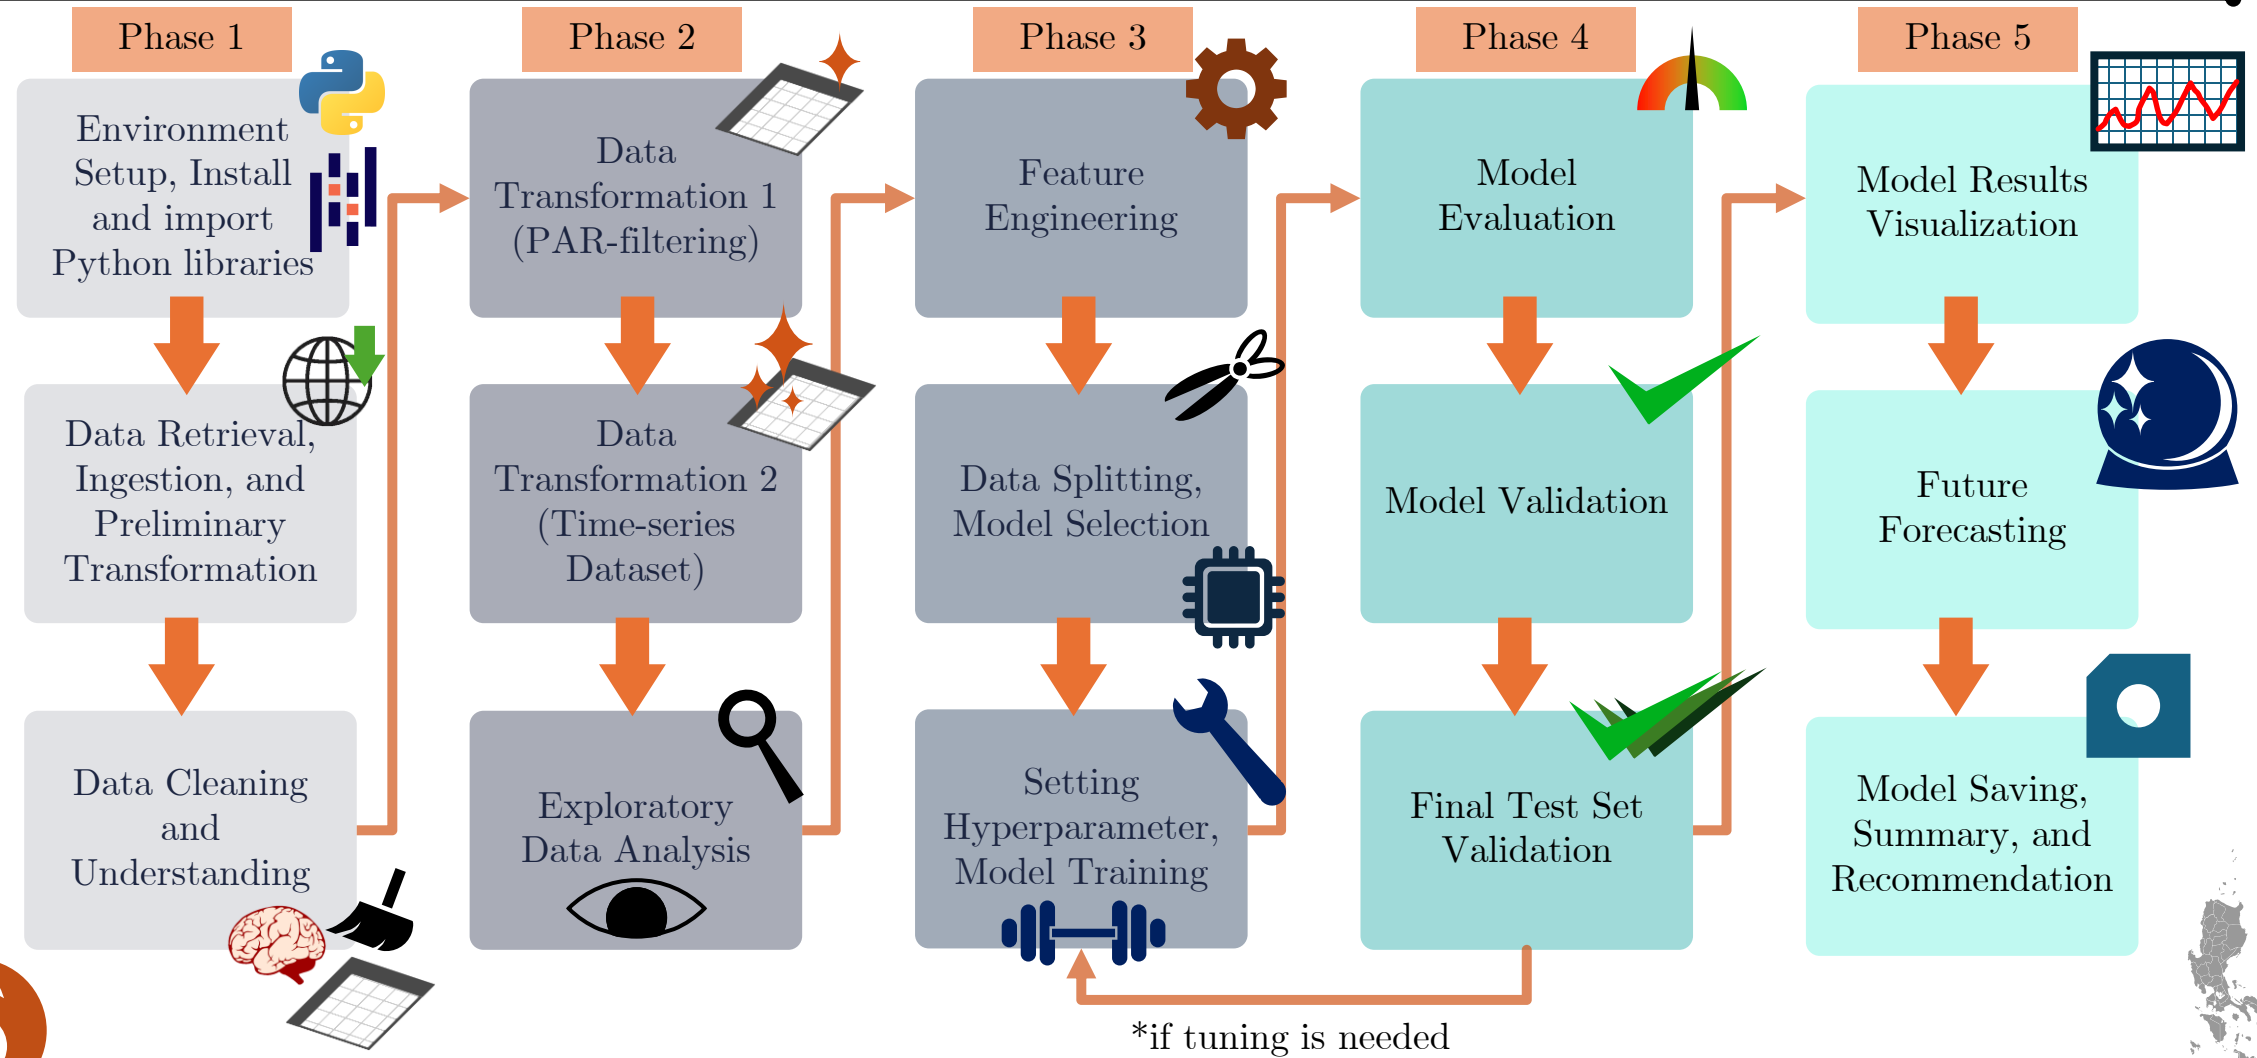 Phase 1
Environment
Setup, Install
and import
Python libraries
Data Retrieval,
Ingestion, and
Preliminary
Transformation
Data Cleaning
and
Understanding
Phase 2
Data
Transformation 1
(PAR-filtering)
Data
Transformation 2
(Time-series
Dataset)
Exploratory
Data Analysis
Phase 3
Feature
Engineering
Data Splitting,
Model Selection
Setting
Hyperparameter,
Model Training
Phase 4
Model
Evaluation
Model Validation
Final Test Set
Validation
*if tuning is needed
Phase 5
Model Results
Visualization
Future
Forecasting
Model Saving,
Summary, and
Recommendation